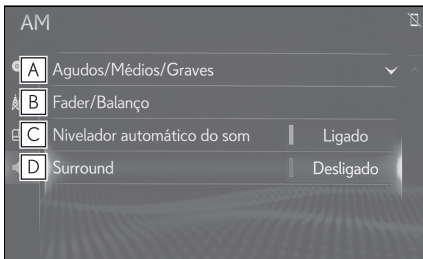 AM
A Agudos/Médios/Graves
B Fader/Balanço
C Nivelador automático do som Ligado
D Surround Desligado